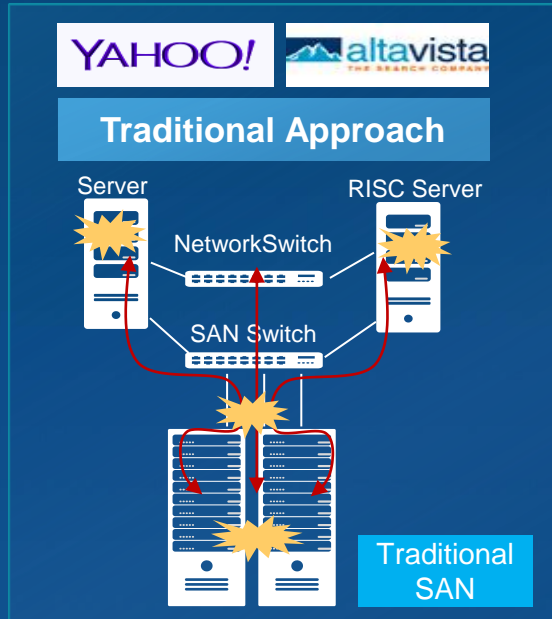 YAHOO!
altavista
THE SEARCH COMPANY
Traditional Approach
Server
RISC Server
NetworkSwitch
SAN Switch
Traditional
SAN